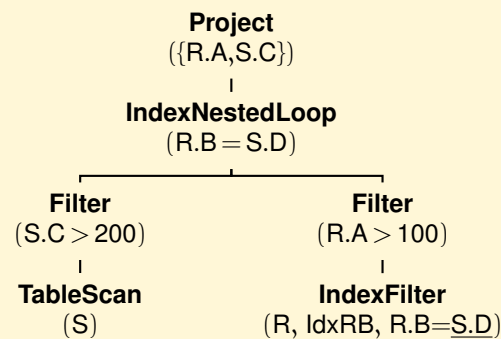 Project
({R.A,S.C})
IndexNestedLoop
(R.B = S.D)
Filter
(S.C > 200)
Filter
(R.A > 100)
TableScan
(S)
IndexFilter
(R, IdxRB, R.B=S.D)